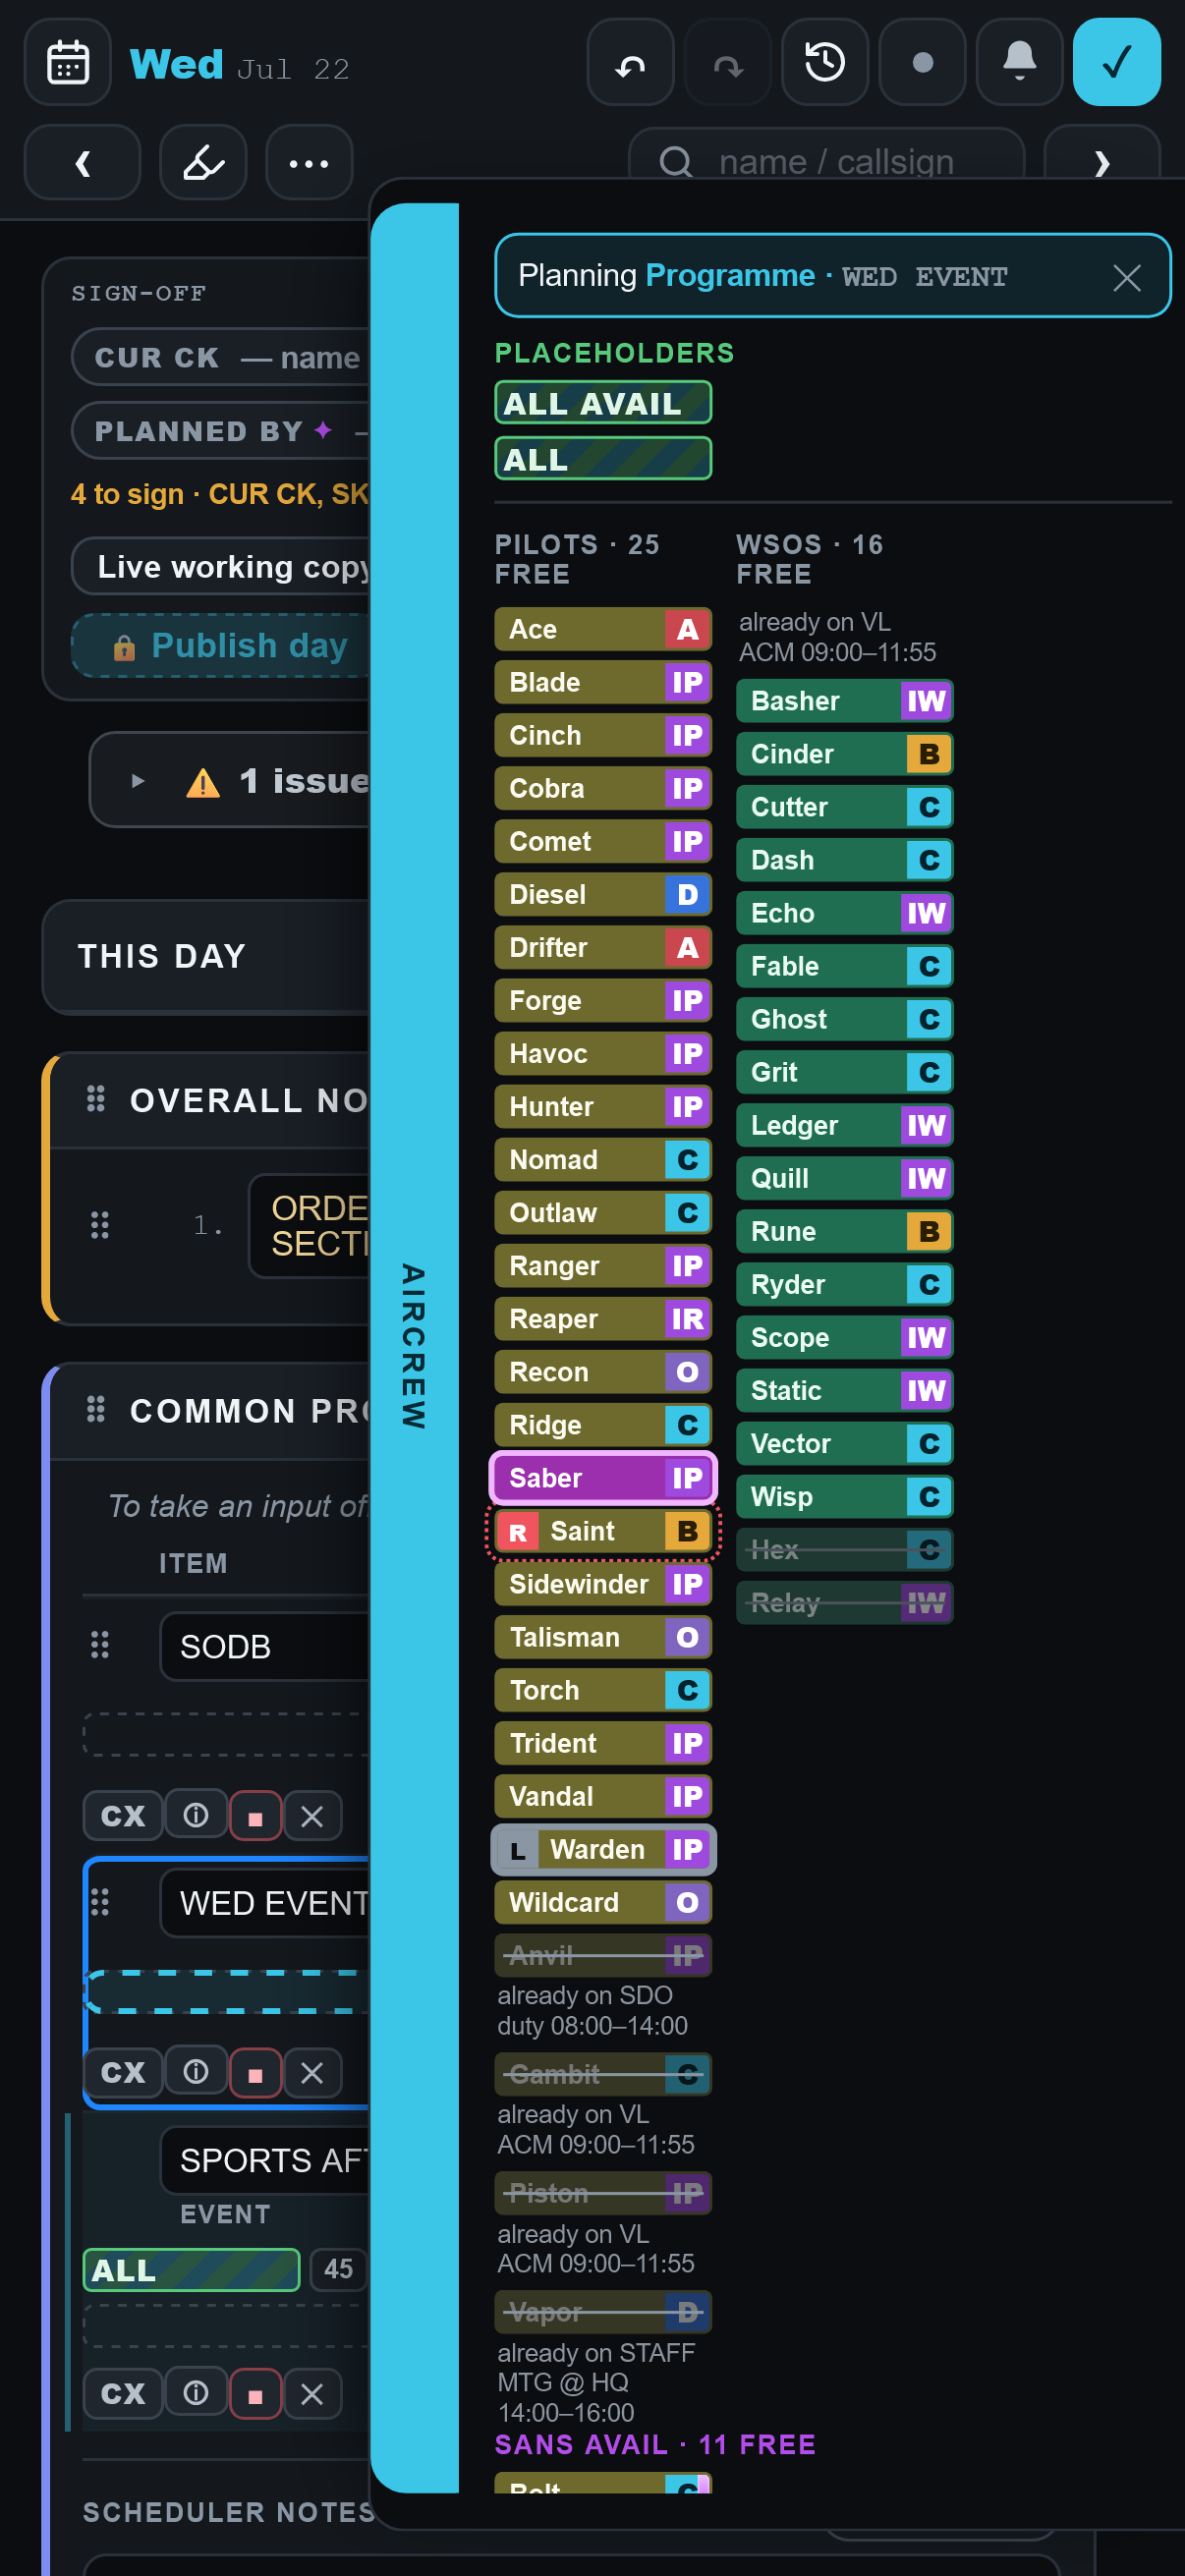 Wed Jul 22
name / callsign
SIGN-OFF
CUR CK — name
PLANNED BY
4 to sign · CUR CK, SK
Live working copy
Publish day
1 issue
THIS DAY
OVERALL NO
1. ORDE
SECTI
COMMON PRO
To take an input of
ITEM
SODB
CX
WED EVENT
CX
SPORTS AF
EVENT
ALL 45
CX
SCHEDULER NOTES
AIRCREW
Planning Programme · WED EVENT
PLACEHOLDERS
ALL AVAIL
ALL
PILOTS · 25
FREE
Ace A
Blade IP
Cinch IP
Cobra IP
Comet IP
Diesel D
Drifter A
Forge IP
Havoc IP
Hunter IP
Nomad C
Outlaw C
Ranger IP
Reaper IR
Recon O
Ridge C
Saber IP
R Saint B
Sidewinder IP
Talisman O
Torch C
Trident IP
Vandal IP
L Warden IP
Wildcard O
Anvil IP
already on SDO
duty 08:00–14:00
Gambit C
already on VL
ACM 09:00–11:55
Piston IP
already on VL
ACM 09:00–11:55
Vapor D
already on STAFF
MTG @ HQ
14:00–16:00
WSOS · 16
FREE
already on VL
ACM 09:00–11:55
Basher IW
Cinder B
Cutter C
Dash C
Echo IW
Fable C
Ghost C
Grit C
Ledger IW
Quill IW
Rune B
Ryder C
Scope IW
Static IW
Vector C
Wisp C
Hex C
Relay IW
SANS AVAIL · 11 FREE
Bolt C